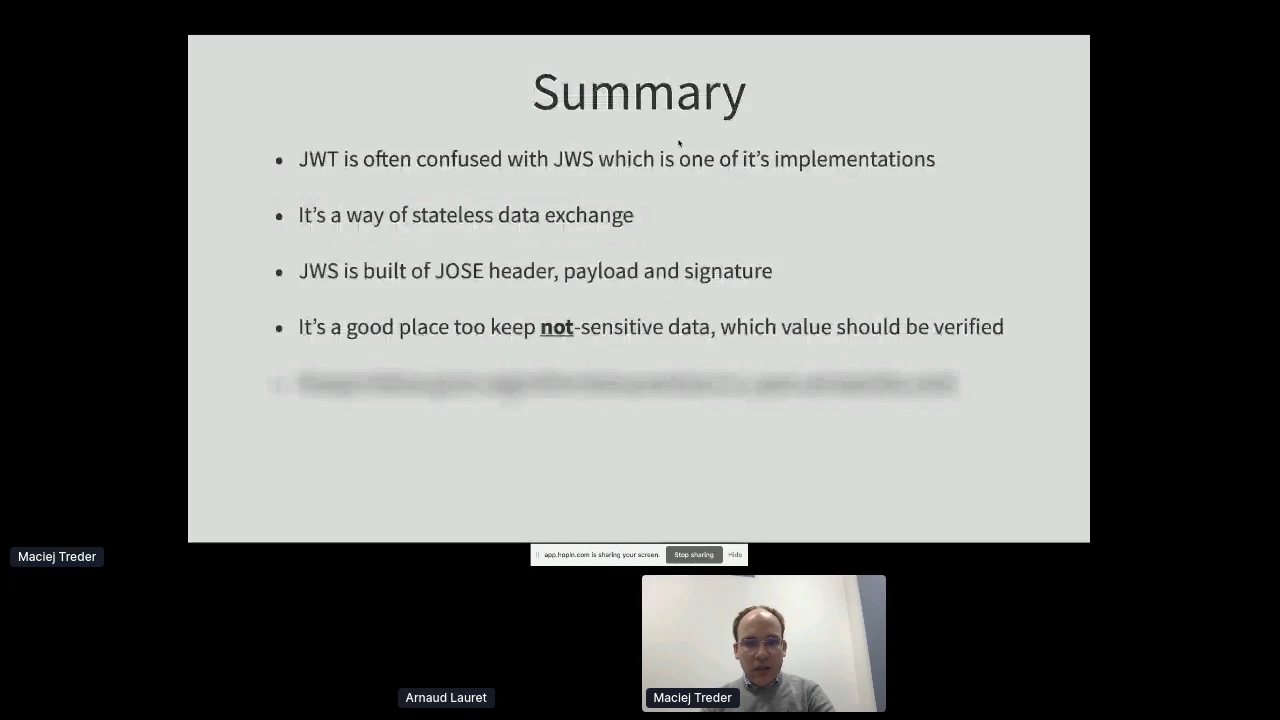 Summary
• JWT is often confused with JWS which is one of it’s implementations
• It’s a way of stateless data exchange
• JWS is built of JOSE header, payload and signature
• It’s a good place too keep not-sensitive data, which value should be verified
app.hopin.com is sharing your screen.
Stop sharing
Hide
Maciej Treder
Arnaud Lauret
Maciej Treder